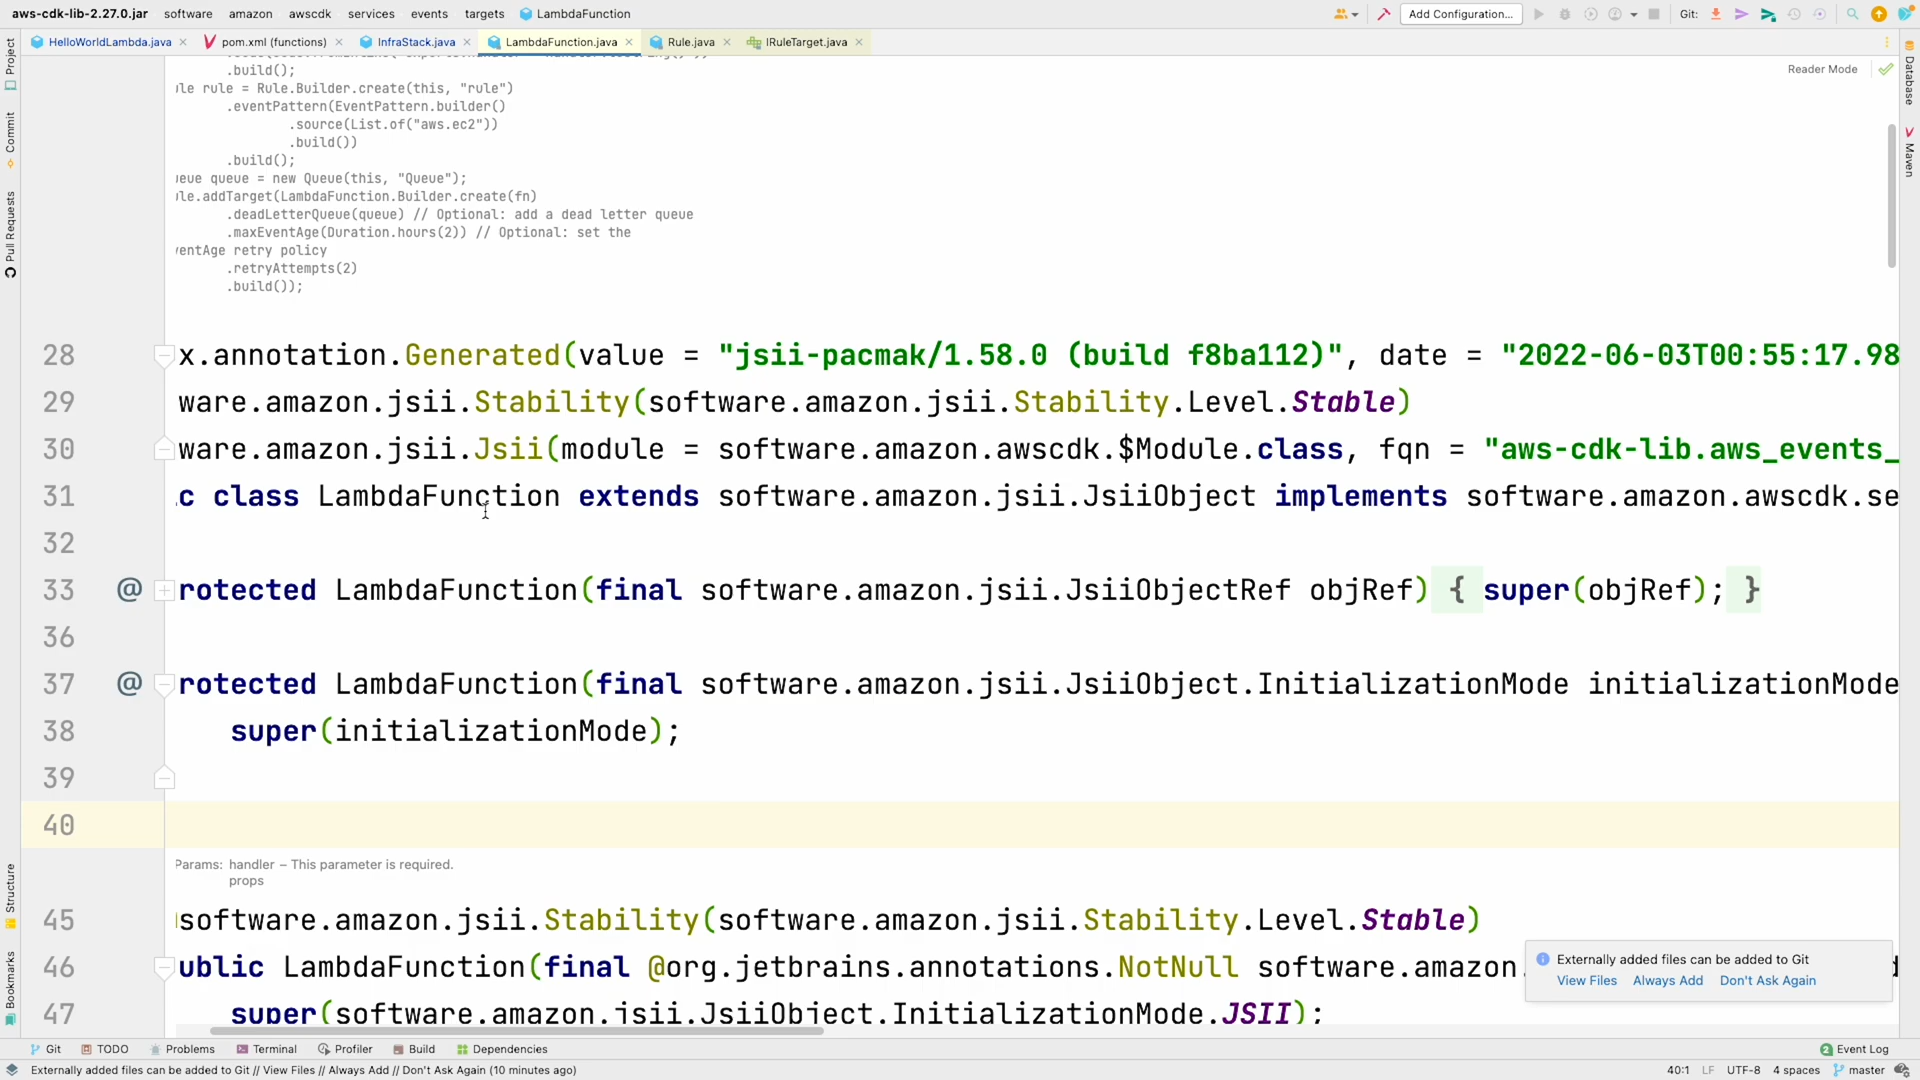 aws-cdk-lib-2.27.0.jar software amazon awscdk services events targets LambdaFunction Add Configuration... Git:
HelloWorldLambda.java pom.xml (functions) InfraStack.java LambdaFunction.java Rule.java IRuleTarget.java
Reader Mode
.build();
ule rule = Rule.Builder.create(this, "rule")
.eventPattern(EventPattern.builder()
.source(List.of("aws.ec2"))
.build())
.build();
ueue queue = new Queue(this, "Queue");
ule.addTarget(LambdaFunction.Builder.create(fn)
.deadLetterQueue(queue) // Optional: add a dead letter queue
.maxEventAge(Duration.hours(2)) // Optional: set the
ventAge retry policy
.retryAttempts(2)
.build());
28 x.annotation.Generated(value = "jsii-pacmak/1.58.0 (build f8ba112)", date = "2022-06-03T00:55:17.98
29 ware.amazon.jsii.Stability(software.amazon.jsii.Stability.Level.Stable)
30 ware.amazon.jsii.Jsii(module = software.amazon.awscdk.$Module.class, fqn = "aws-cdk-lib.aws_events_
31 c class LambdaFunction extends software.amazon.jsii.JsiiObject implements software.amazon.awscdk.se
32
33 @ rotected LambdaFunction(final software.amazon.jsii.JsiiObjectRef objRef) { super(objRef); }
36
37 @ rotected LambdaFunction(final software.amazon.jsii.JsiiObject.InitializationMode initializationMode
38 super(initializationMode);
39
40
Params: handler – This parameter is required.
props
45 software.amazon.jsii.Stability(software.amazon.jsii.Stability.Level.Stable)
46 ublic LambdaFunction(final @org.jetbrains.annotations.NotNull software.amazon.
47 super(software.amazon.jsii.JsiiObject.InitializationMode.JSII);
Externally added files can be added to Git
View Files Always Add Don't Ask Again
Project
Commit
Pull Requests
Structure
Bookmarks
Database
Maven
Git TODO Problems Terminal Profiler Build Dependencies 2 Event Log
Externally added files can be added to Git // View Files // Always Add // Don't Ask Again (10 minutes ago) 40:1 LF UTF-8 4 spaces master